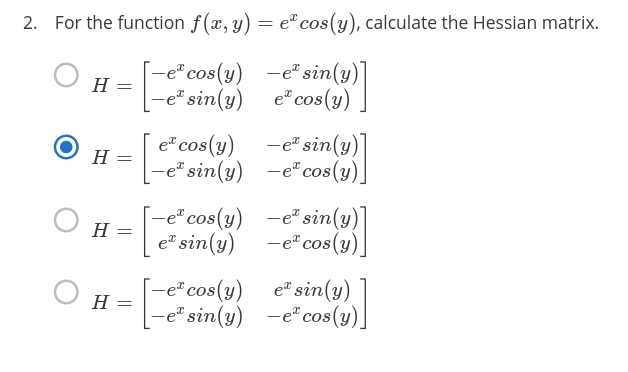 2. For the function f(x, y) = e^x cos(y), calculate the Hessian matrix.
H = [−e^x cos(y) −e^x sin(y)
−e^x sin(y) e^x cos(y)]
H = [e^x cos(y) −e^x sin(y)
−e^x sin(y) −e^x cos(y)]
H = [−e^x cos(y) −e^x sin(y)
e^x sin(y) −e^x cos(y)]
H = [−e^x cos(y) e^x sin(y)
−e^x sin(y) −e^x cos(y)]